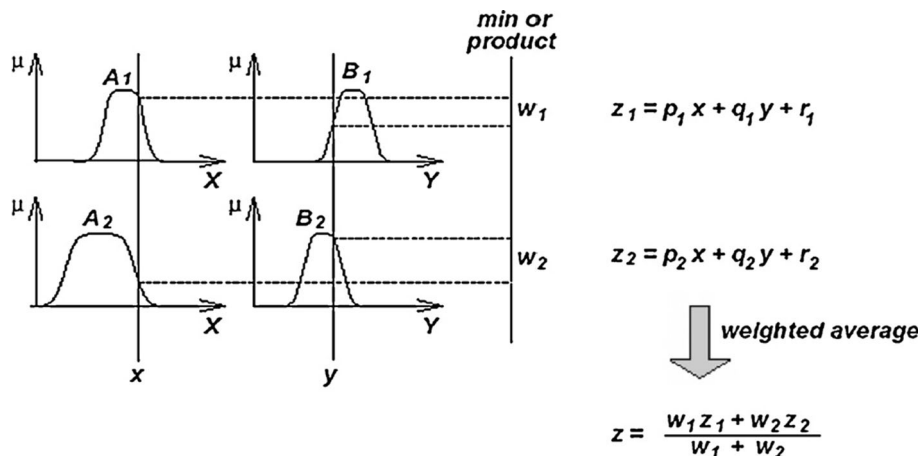 min or
product
μ A₁ μ B₁
w₁ z₁ = p₁ x + q₁ y + r₁
X Y
μ A₂ μ B₂
w₂ z₂ = p₂ x + q₂ y + r₂
X Y
weighted average
x y
z = (w₁ z₁ + w₂ z₂) / (w₁ + w₂)